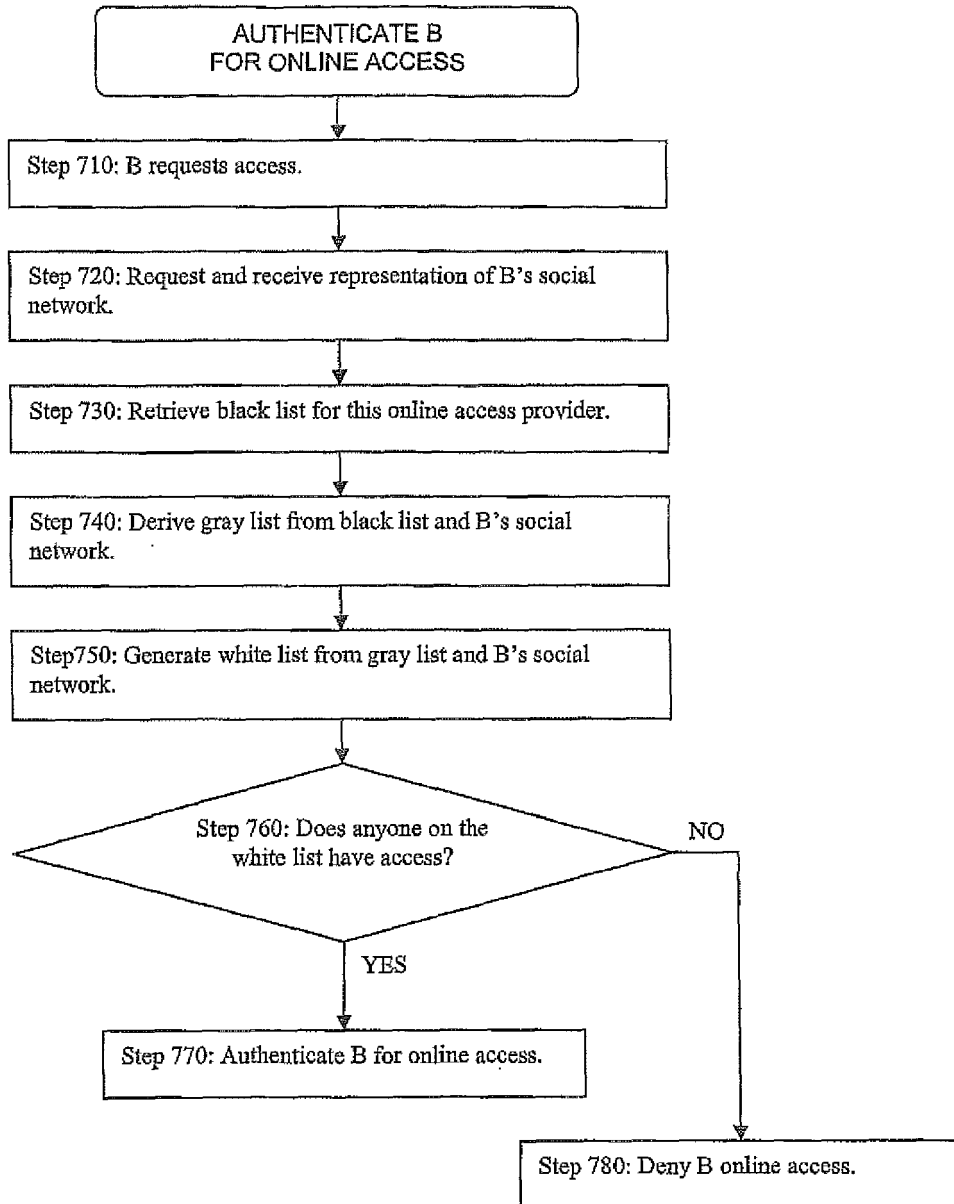 AUTHENTICATE B
FOR ONLINE ACCESS
Step 710: B requests access.
Step 720: Request and receive representation of B's social
network.
Step 730: Retrieve black list for this online access provider.
Step 740: Derive gray list from black list and B's social
network.
Step750: Generate white list from gray list and B's social
network.
Step 760: Does anyone on the
white list have access?
NO
YES
Step 770: Authenticate B for online access.
Step 780: Deny B online access.